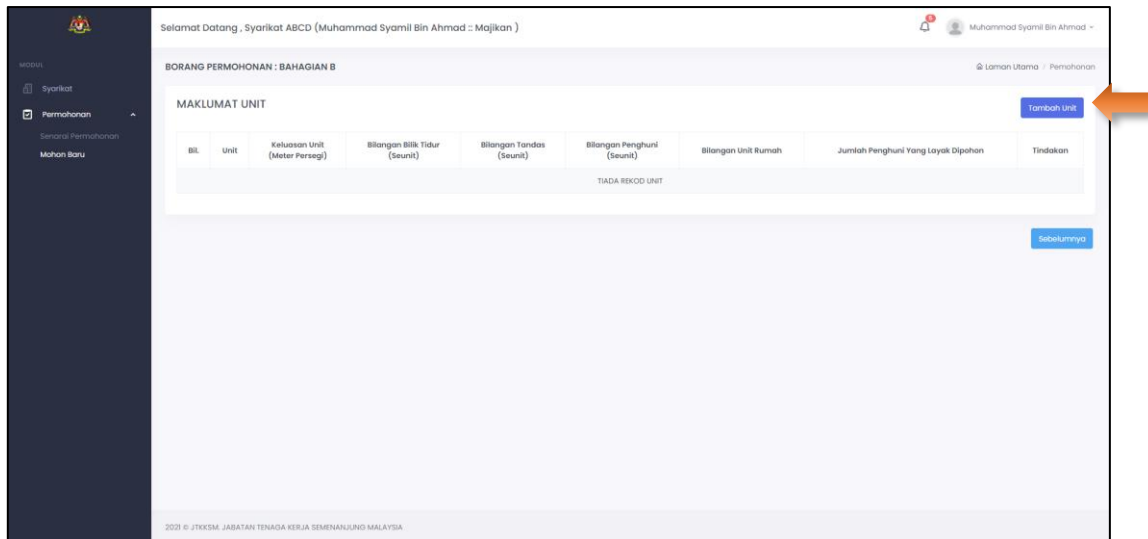 Selamat Datang , Syarikat ABCD (Muhammad Syamil Bin Ahmad :: Majikan )
6
Muhammad Syamil Bin Ahmad
MODUL
Syarikat
Permohonan
Senarai Permohonan
Mohon Baru
BORANG PERMOHONAN : BAHAGIAN B
Laman Utama / Permohonan
MAKLUMAT UNIT
Tambah Unit
Bil. Unit Keluasan Unit (Meter Persegi) Bilangan Bilik Tidur (Seunit) Bilangan Tandas (Seunit) Bilangan Penghuni (Seunit) Bilangan Unit Rumah Jumlah Penghuni Yang Layak Dipohon Tindakan
TIADA REKOD UNIT
Sebelumnya
2021 © JTKKSM. JABATAN TENAGA KERJA SEMENANJUNG MALAYSIA